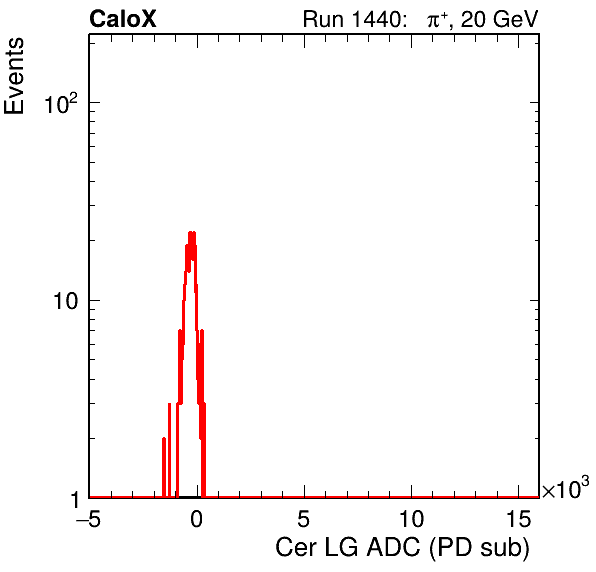 CaloX Run 1440: π⁺, 20 GeV
Events
10²
10
1
−5 0 5 10 15 ×10³
Cer LG ADC (PD sub)